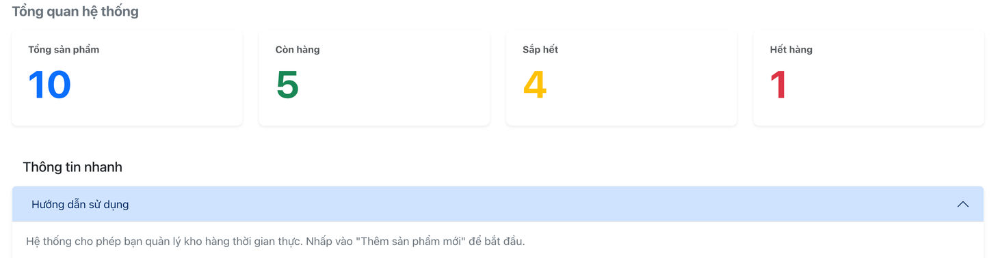 Tổng quan hệ thống
Tổng sản phẩm
10
Còn hàng
5
Sắp hết
4
Hết hàng
1
Thông tin nhanh
Hướng dẫn sử dụng
Hệ thống cho phép bạn quản lý kho hàng thời gian thực. Nhấp vào "Thêm sản phẩm mới" để bắt đầu.